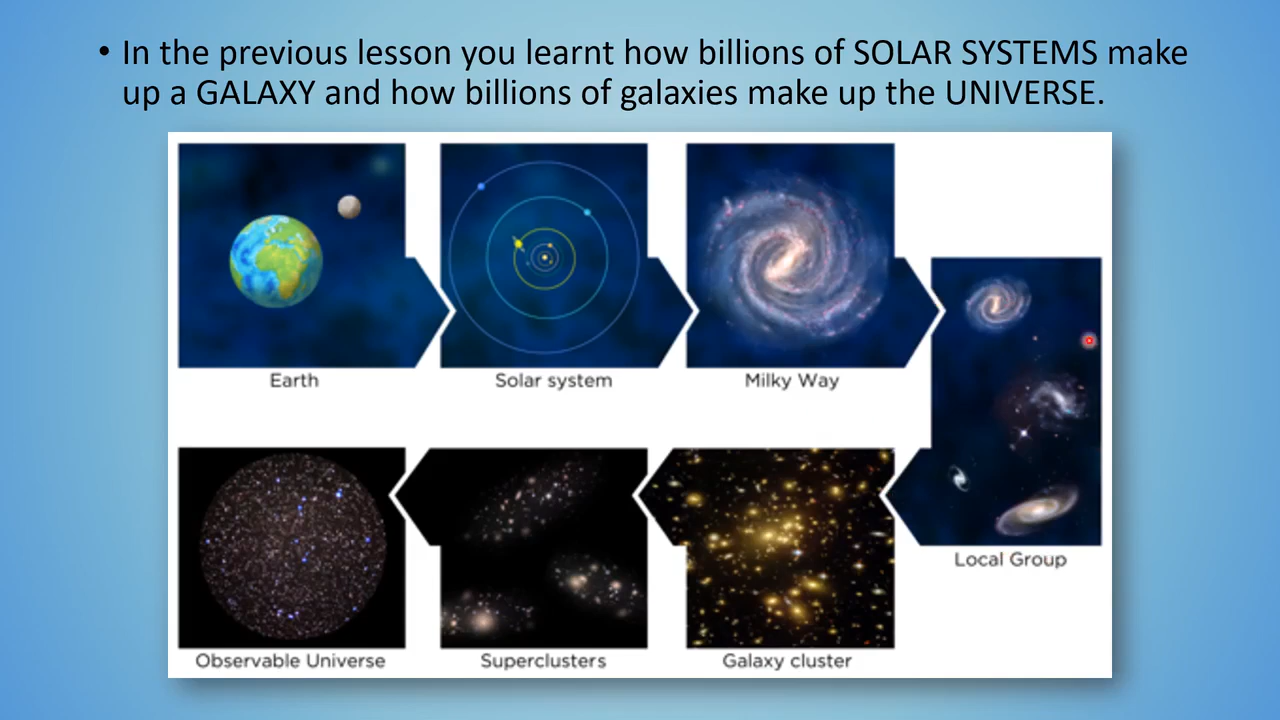 • In the previous lesson you learnt how billions of SOLAR SYSTEMS make
up a GALAXY and how billions of galaxies make up the UNIVERSE.
Earth
Solar system
Milky Way
Local Group
Galaxy cluster
Superclusters
Observable Universe